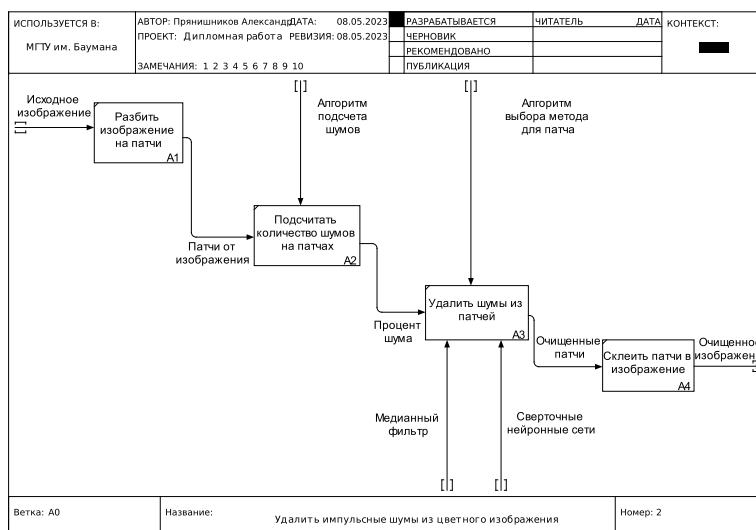 ИСПОЛЬЗУЕТСЯ В:
МГТУ им. Баумана
АВТОР: Прянишников Александр
ДАТА: 08.05.2023
ПРОЕКТ: Дипломная работа
РЕВИЗИЯ: 08.05.2023
ЗАМЕЧАНИЯ: 1 2 3 4 5 6 7 8 9 10
РАЗРАБАТЫВАЕТСЯ
ЧЕРНОВИК
РЕКОМЕНДОВАНО
ПУБЛИКАЦИЯ
ЧИТАТЕЛЬ
ДАТА
КОНТЕКСТ:
Исходное
изображение
Разбить
изображение
на патчи
A1
Алгоритм
подсчета
шумов
Алгоритм
выбора метода
для патча
Патчи от
изображения
Подсчитать
количество шумов
на патчах
A2
Процент
шума
Удалить шумы из
патчей
A3
Очищенные
патчи
Склеить патчи в
изображение
A4
Очищенно
изображен
Медианный
фильтр
Сверточные
нейронные сети
Ветка: A0
Название:
Удалить импульсные шумы из цветного изображения
Номер: 2